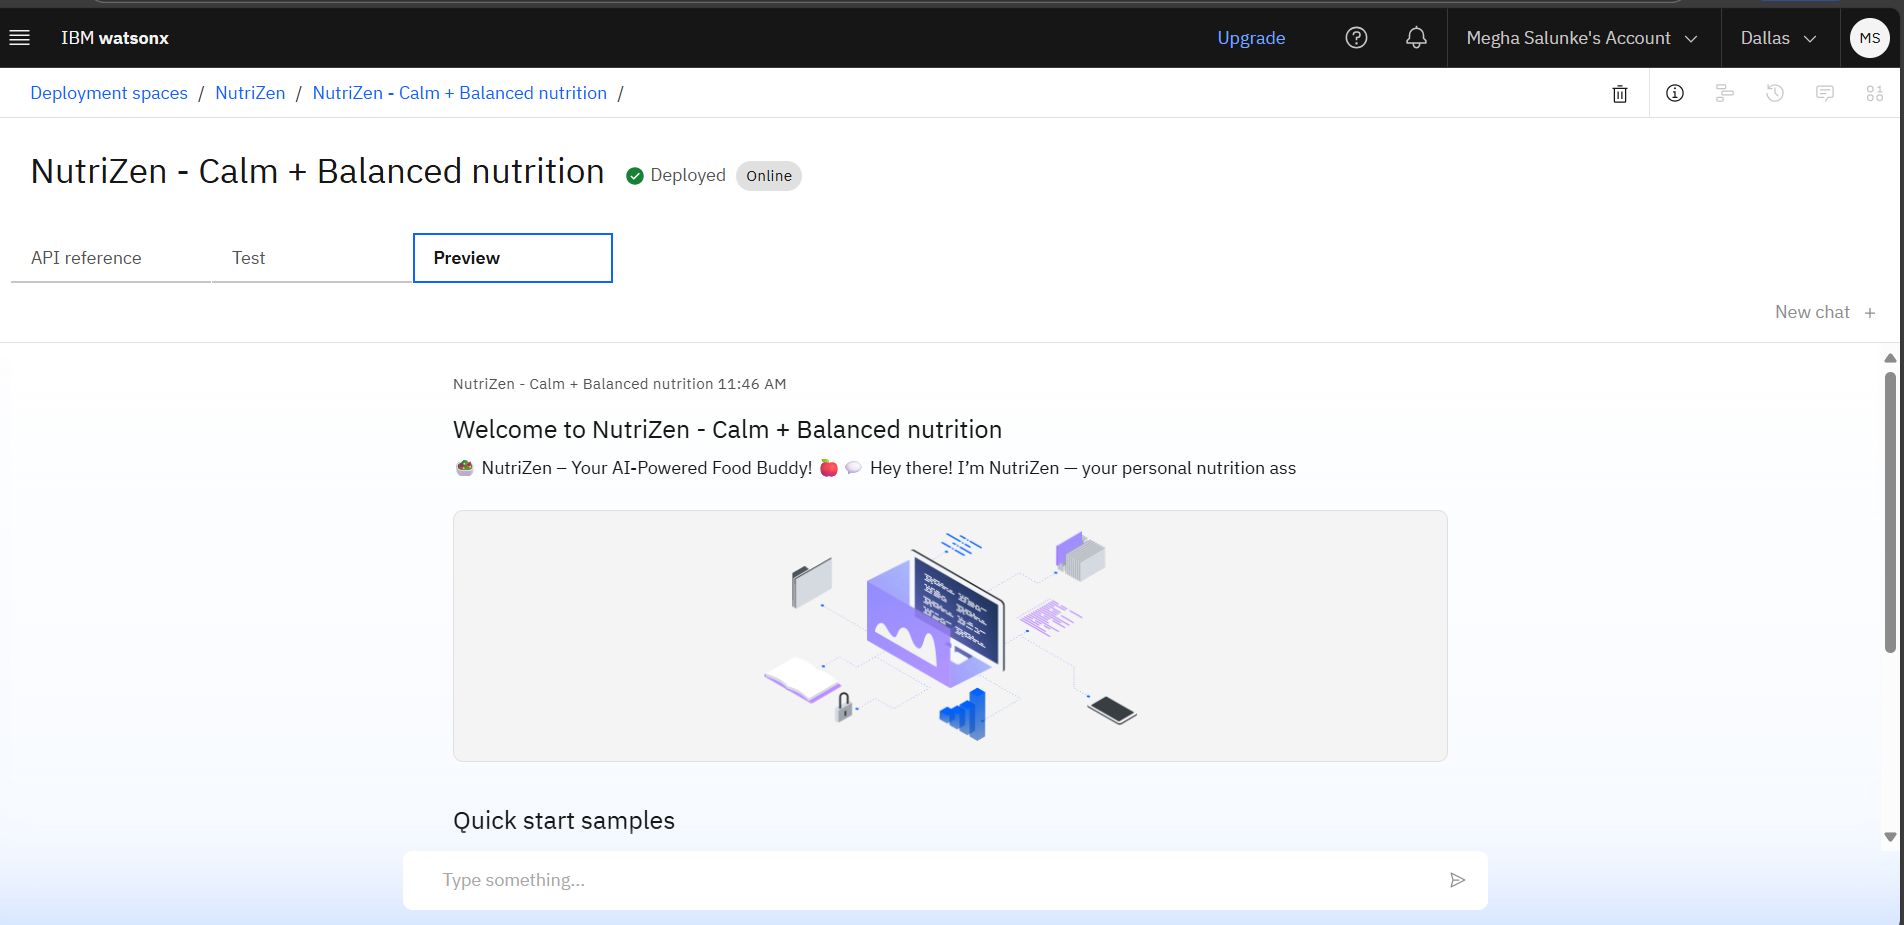 IBM watsonx
Upgrade
Megha Salunke's Account
Dallas
MS
Deployment spaces / NutriZen / NutriZen - Calm + Balanced nutrition /
NutriZen - Calm + Balanced nutrition
Deployed
Online
API reference
Test
Preview
New chat +
NutriZen - Calm + Balanced nutrition 11:46 AM
Welcome to NutriZen - Calm + Balanced nutrition
🥗 NutriZen – Your AI-Powered Food Buddy! 🍎 💬 Hey there! I’m NutriZen — your personal nutrition ass
Quick start samples
Type something...